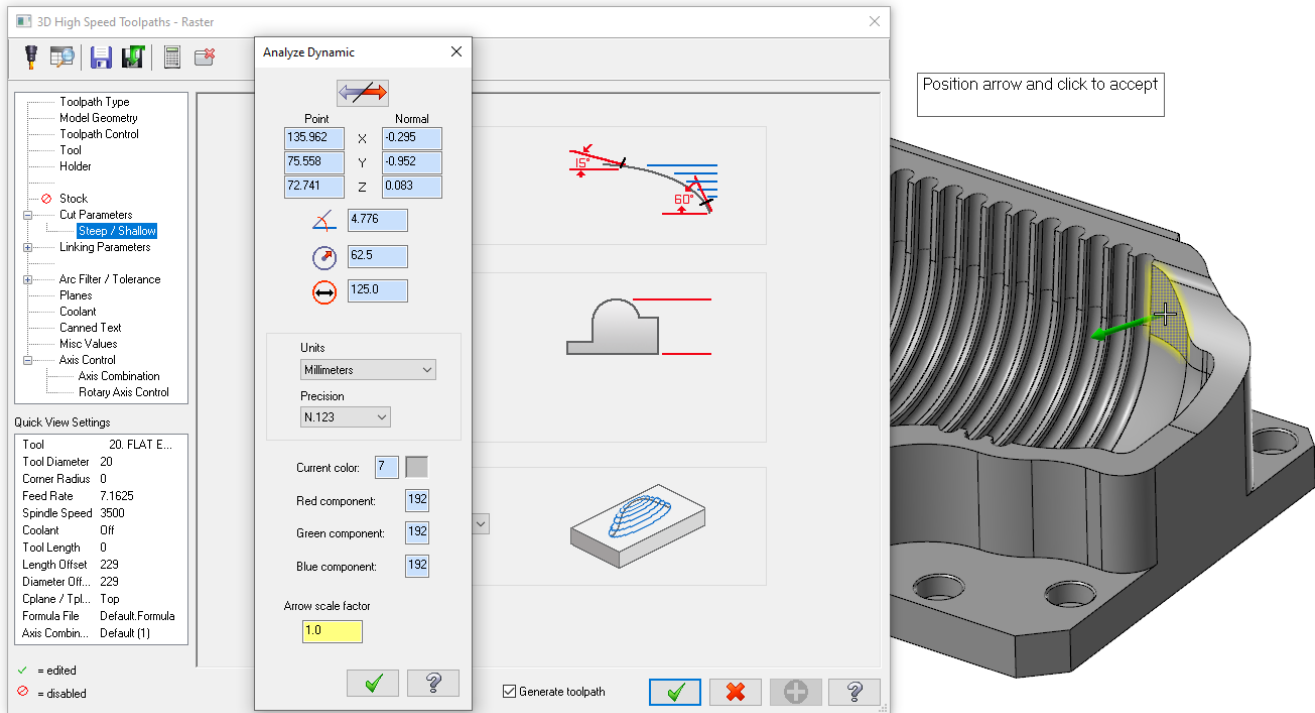 3D High Speed Toolpaths - Raster
Analyze Dynamic
Position arrow and click to accept
Toolpath Type
Model Geometry
Toolpath Control
Tool
Holder
Stock
Cut Parameters
Steep / Shallow
Linking Parameters
Arc Filter / Tolerance
Planes
Coolant
Canned Text
Misc Values
Axis Control
Axis Combination
Rotary Axis Control
Quick View Settings
Tool 20. FLAT E...
Tool Diameter 20
Corner Radius 0
Feed Rate 7.1625
Spindle Speed 3500
Coolant Off
Tool Length 0
Length Offset 229
Diameter Off... 229
Cplane / Tpl... Top
Formula File Default.Formula
Axis Combin... Default (1)
= edited
= disabled
Point Normal
135.962 X -0.295
75.558 Y -0.952
72.741 Z 0.083
4.776
62.5
125.0
Units
Millimeters
Precision
N.123
Current color: 7
Red component: 192
Green component: 192
Blue component: 192
Arrow scale factor
1.0
15°
60°
Generate toolpath